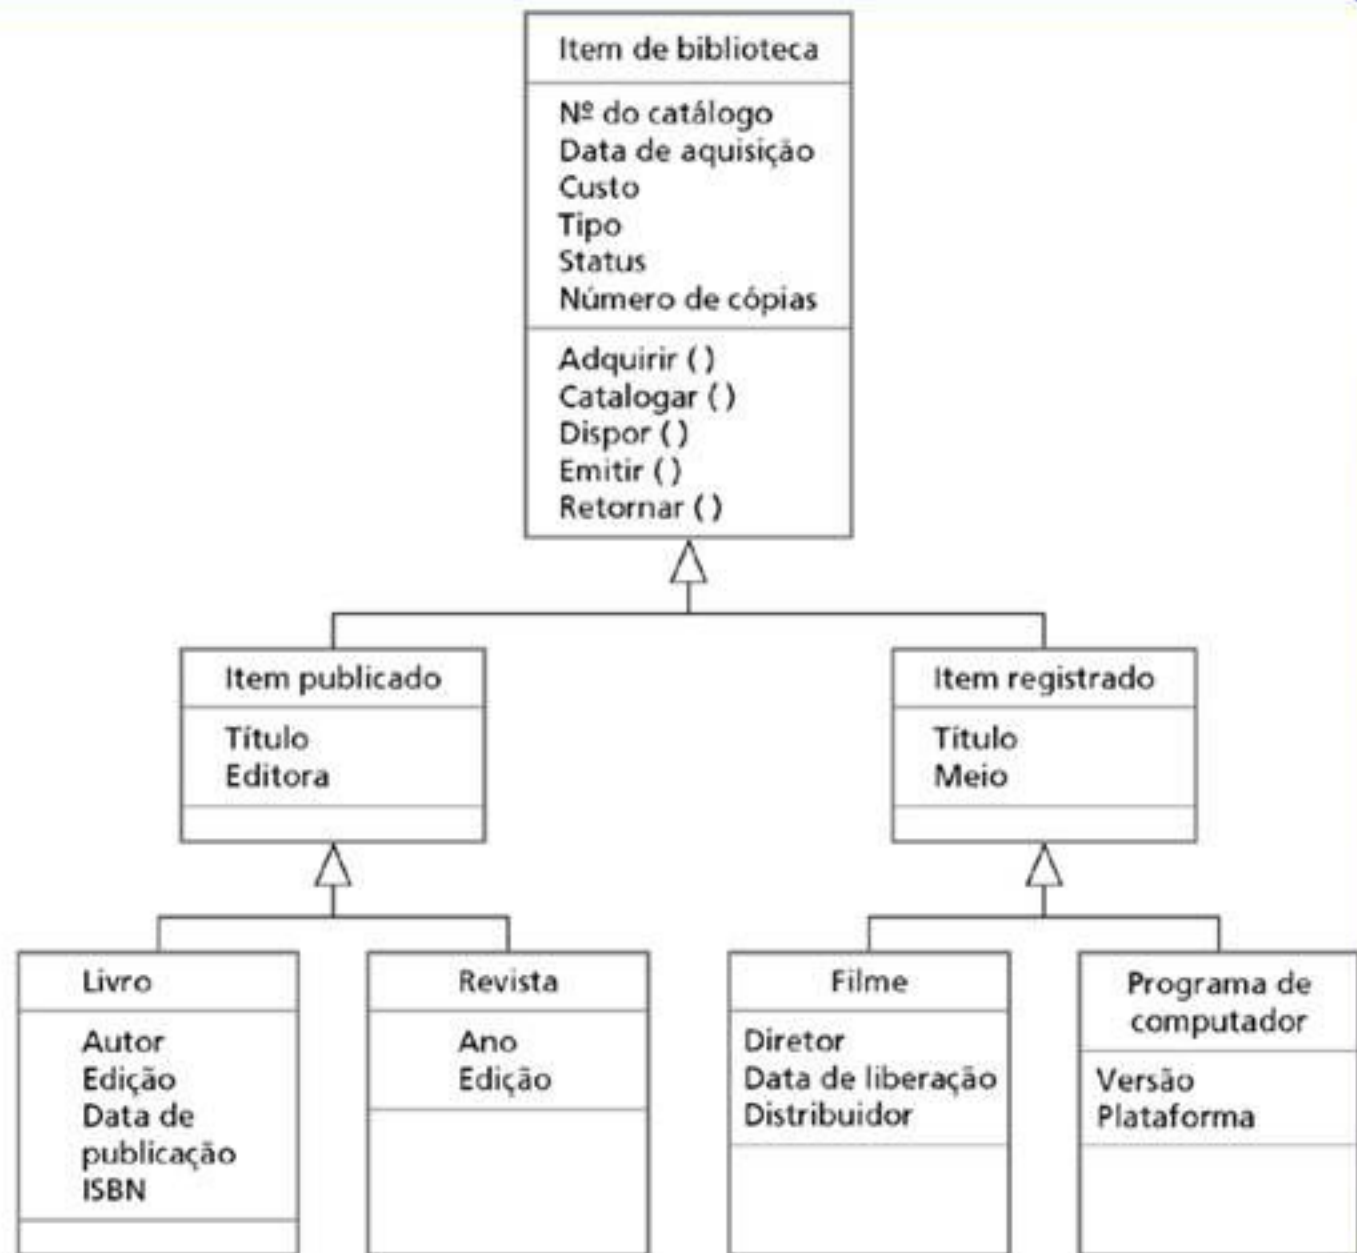 Item de biblioteca
Nº do catálogo
Data de aquisição
Custo
Tipo
Status
Número de cópias
Adquirir ( )
Catalogar ( )
Dispor ( )
Emitir ( )
Retornar ( )
Item publicado
Título
Editora
Item registrado
Título
Meio
Livro
Autor
Edição
Data de
publicação
ISBN
Revista
Ano
Edição
Filme
Diretor
Data de liberação
Distribuidor
Programa de
computador
Versão
Plataforma